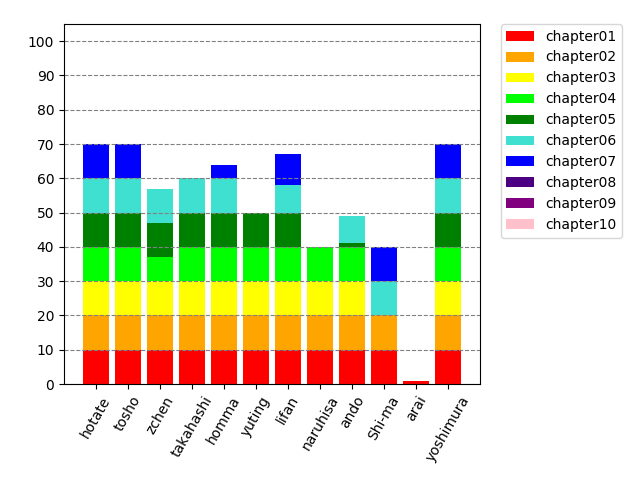 100
90
80
70
60
50
40
30
20
10
0
hotate
tosho
zchen
takahashi
homma
yuting
lifan
naruhisa
ando
Shi-ma
arai
yoshimura
chapter01
chapter02
chapter03
chapter04
chapter05
chapter06
chapter07
chapter08
chapter09
chapter10